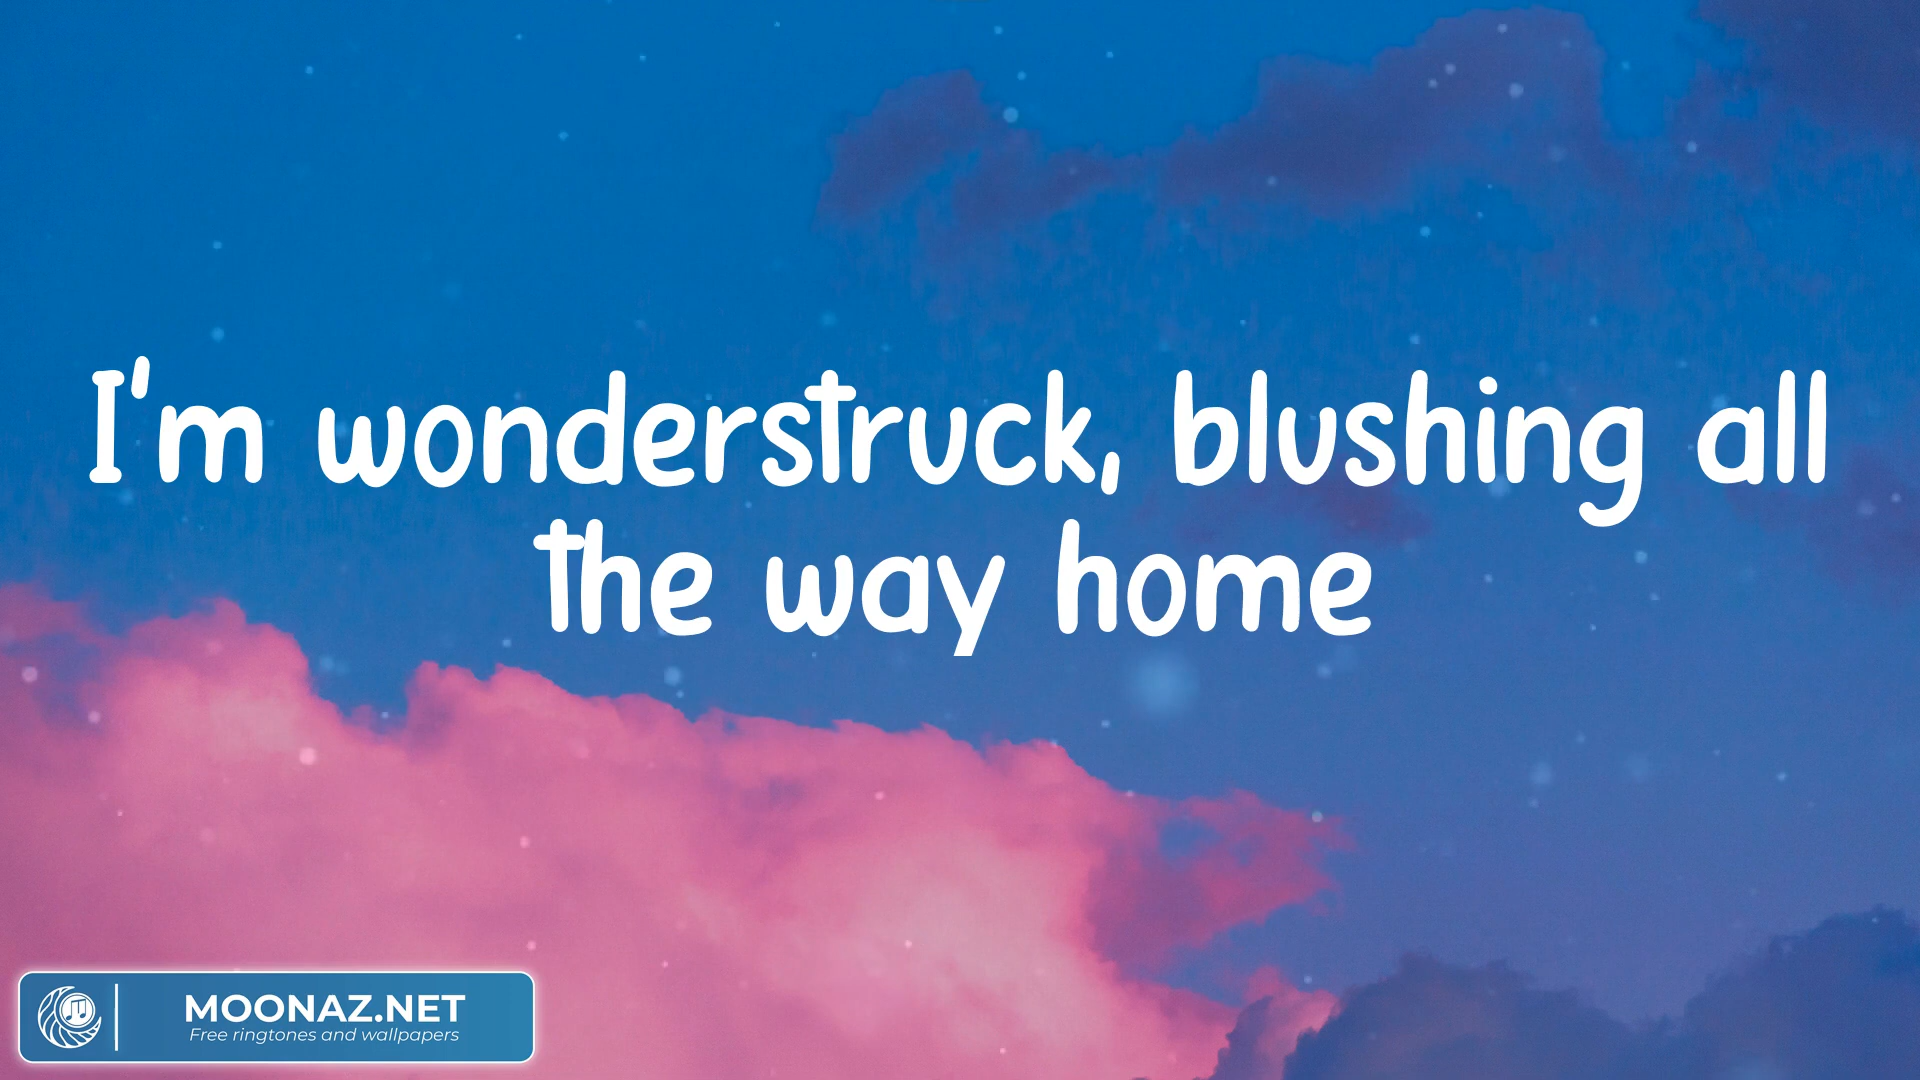 I'm wonderstruck, blushing all
the way home
MOONAZ.NET
Free ringtones and wallpapers